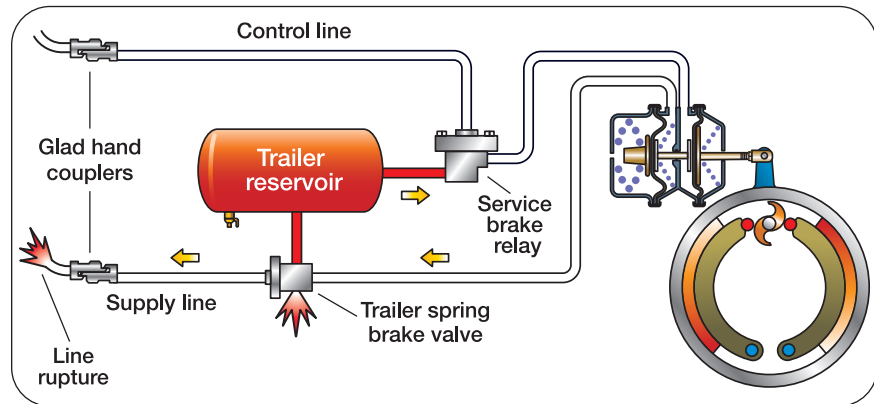 Control line
Glad hand
couplers
Trailer
reservoir
Service
brake
relay
Supply line
Trailer spring
brake valve
Line
rupture